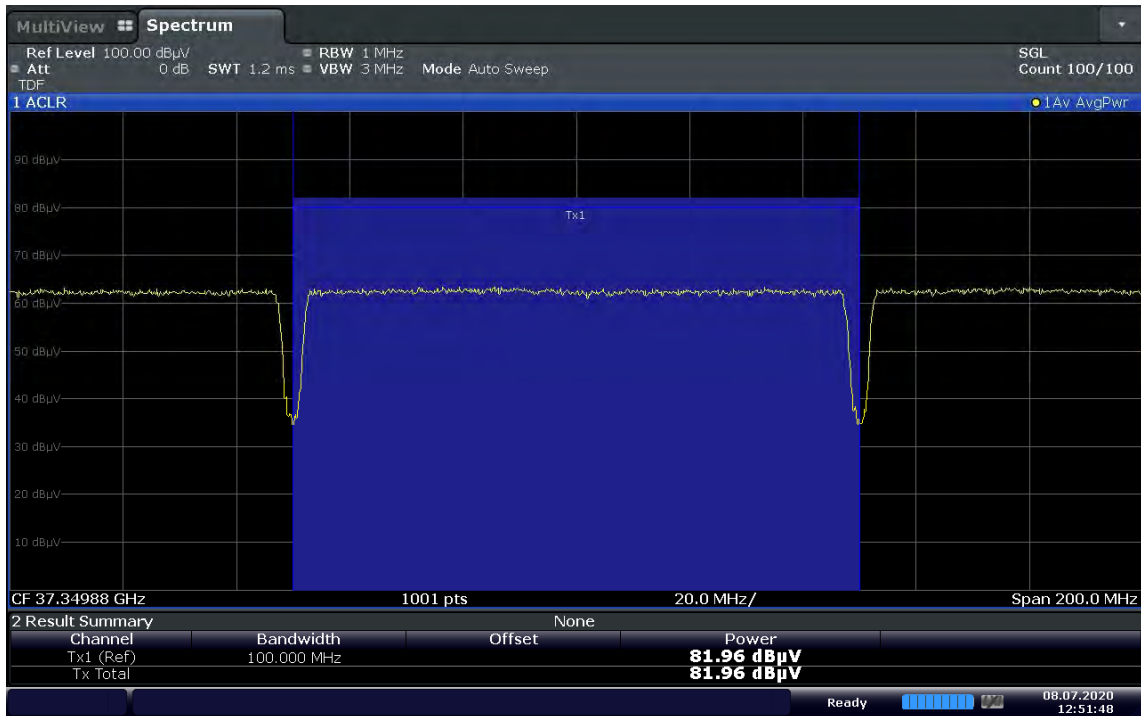 MultiView Spectrum
Ref Level 100.00 dBµV RBW 1 MHz SGL
Att 0 dB SWT 1.2 ms VBW 3 MHz Mode Auto Sweep Count 100/100
TDF
1 ACLR 1Av AvgPwr
90 dBµV
80 dBµV
Tx1
70 dBµV
60 dBµV
50 dBµV
40 dBµV
30 dBµV
20 dBµV
10 dBµV
CF 37.34988 GHz 1001 pts 20.0 MHz/ Span 200.0 MHz
2 Result Summary None
Channel Bandwidth Offset Power
Tx1 (Ref) 100.000 MHz 81.96 dBµV
Tx Total 81.96 dBµV
Ready 08.07.2020
12:51:48